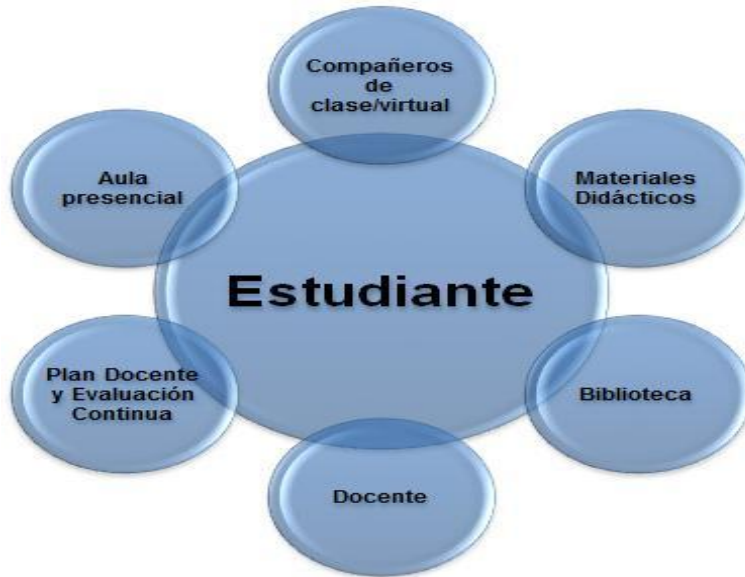 Compañeros
de
clase/virtual
Aula
presencial
Materiales
Didácticos
Estudiante
Plan Docente
y Evaluación
Continua
Biblioteca
Docente